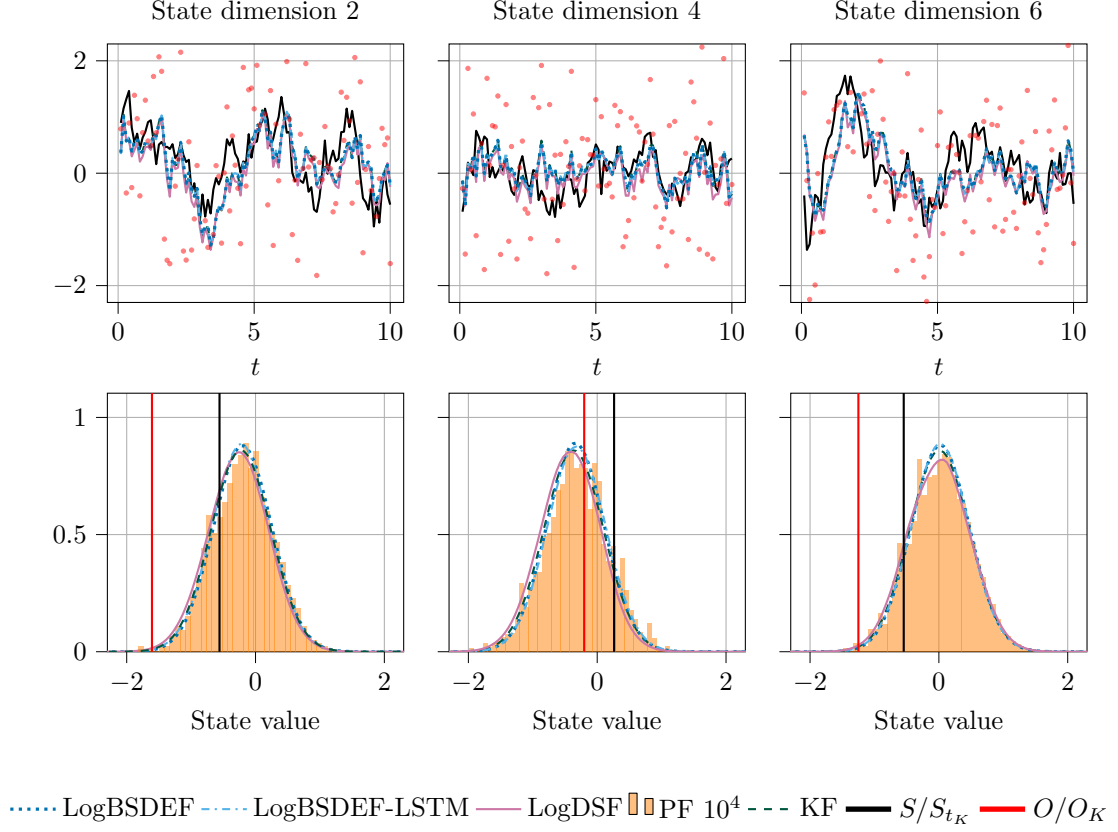 State dimension 2 State dimension 4 State dimension 6
2
0
−2
0 5 10 0 5 10 0 5 10
t t t
1
0.5
0
−2 0 2 −2 0 2 −2 0 2
State value State value State value
LogBSDEF LogBSDEF-LSTM LogDSF PF 10⁴ KF S/S_{t_K} O/O_K